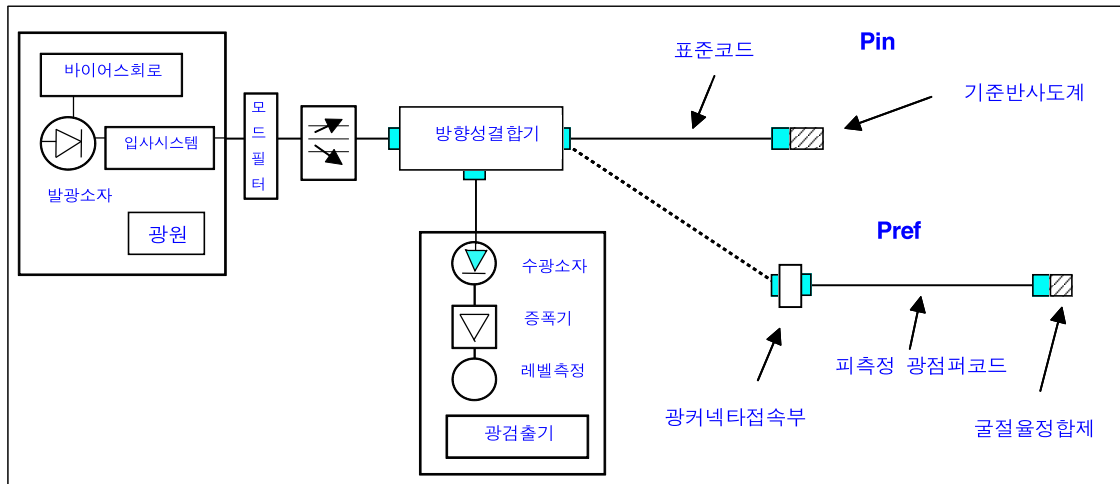 표준코드
Pin
바이어스회로
기준반사도계
모드필터
입사시스템
방향성결합기
발광소자
광원
Pref
수광소자
증폭기
레벨측정
피측정 광점퍼코드
광커넥타접속부
굴절율정합제
광검출기